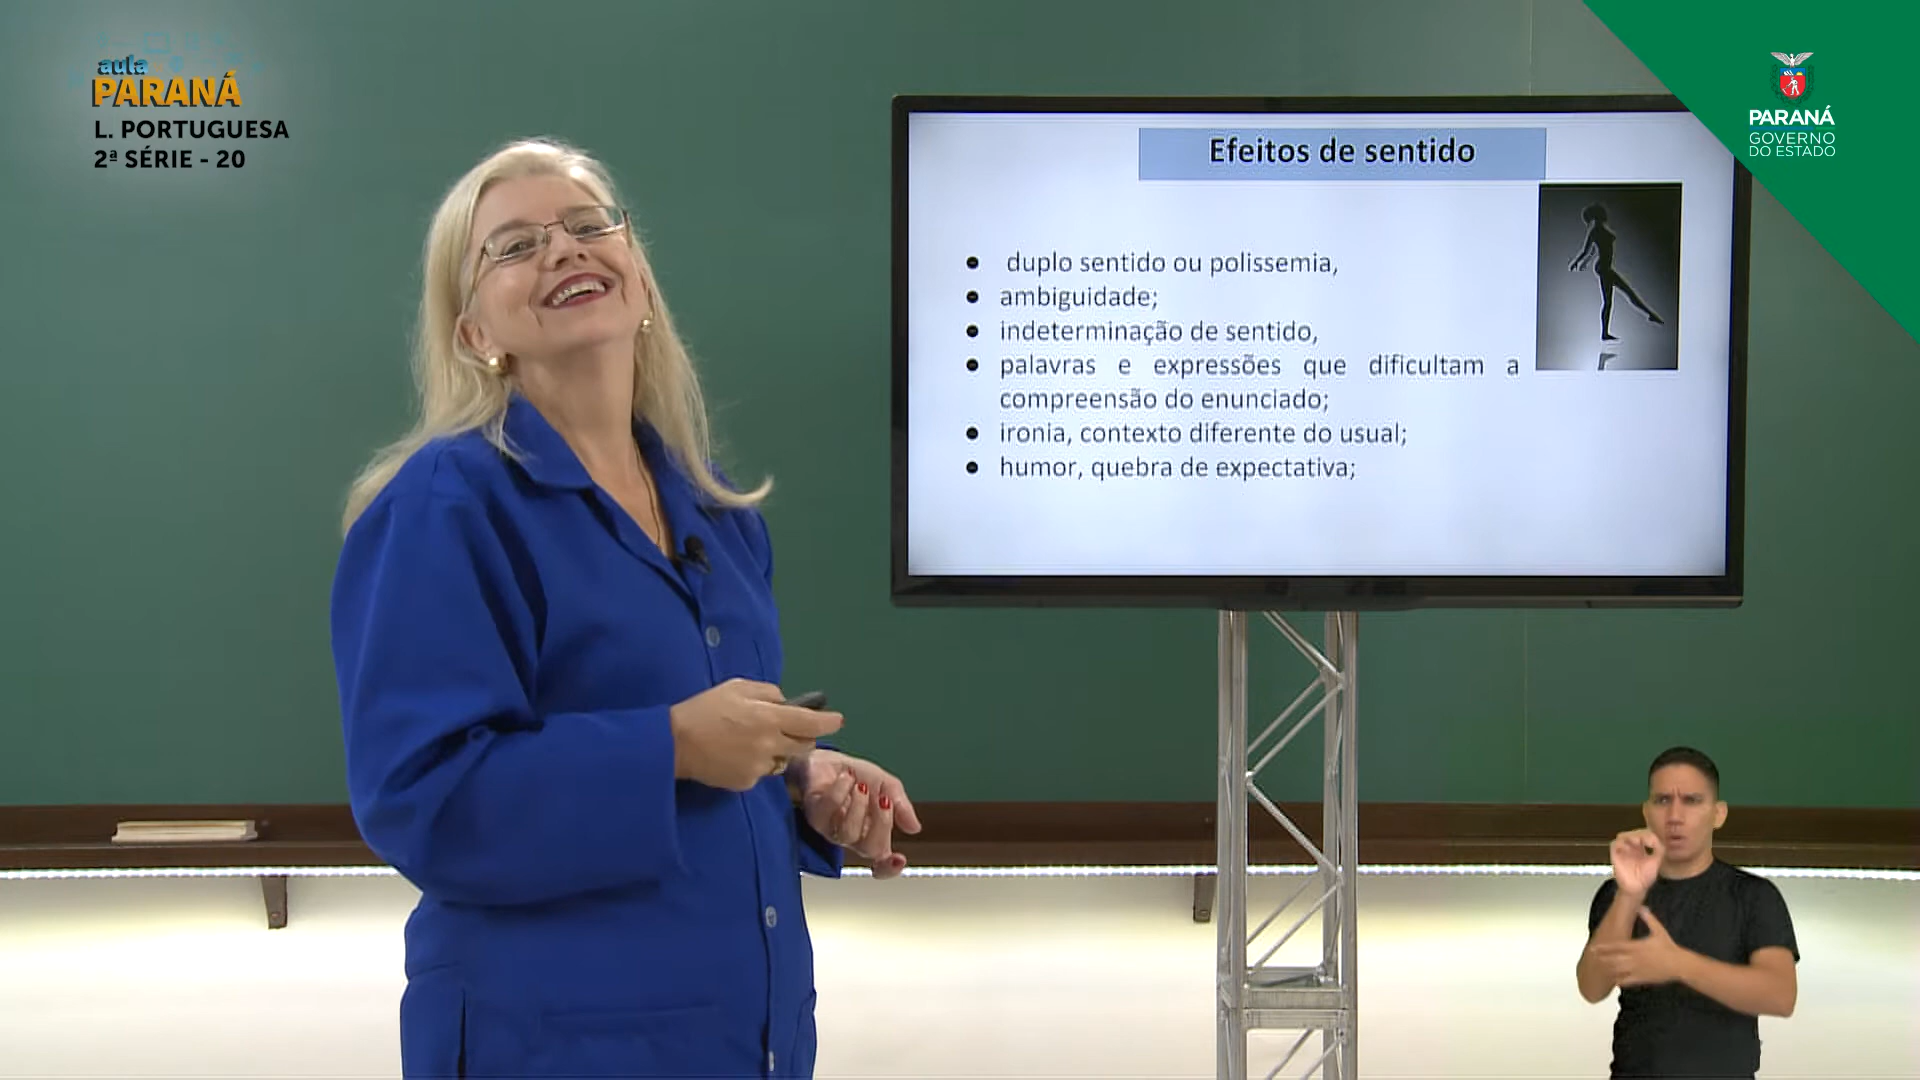 aula
PARANÁ
L. PORTUGUESA
2ª SÉRIE - 20
PARANÁ
GOVERNO
DO ESTADO
Efeitos de sentido
duplo sentido ou polissemia,
ambiguidade;
indeterminação de sentido,
palavras e expressões que dificultam a
compreensão do enunciado;
ironia, contexto diferente do usual;
humor, quebra de expectativa;